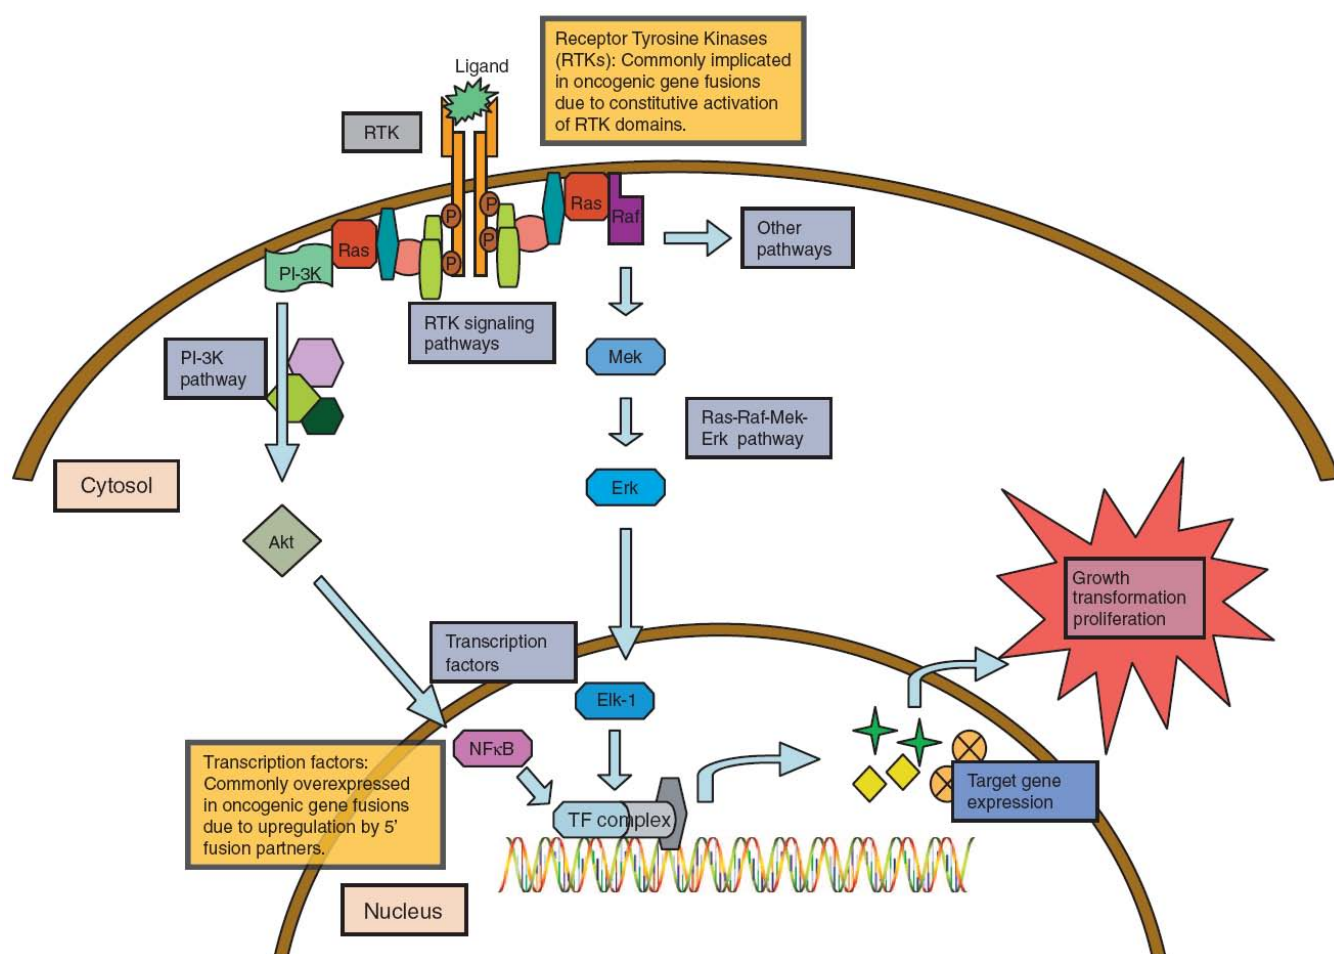 Receptor Tyrosine Kinases
(RTKs): Commonly implicated
in oncogenic gene fusions
due to constitutive activation
of RTK domains.
Ligand
RTK
P
P
P
P
Ras
Raf
Other
pathways
Ras
PI-3K
RTK signaling
pathways
PI-3K
pathway
Mek
Ras-Raf-Mek-
Erk pathway
Cytosol
Erk
Akt
Growth
transformation
proliferation
Transcription
factors
Elk-1
NFκB
Transcription factors:
Commonly overexpressed
in oncogenic gene fusions
due to upregulation by 5’
fusion partners.
Target gene
expression
TF complex
Nucleus